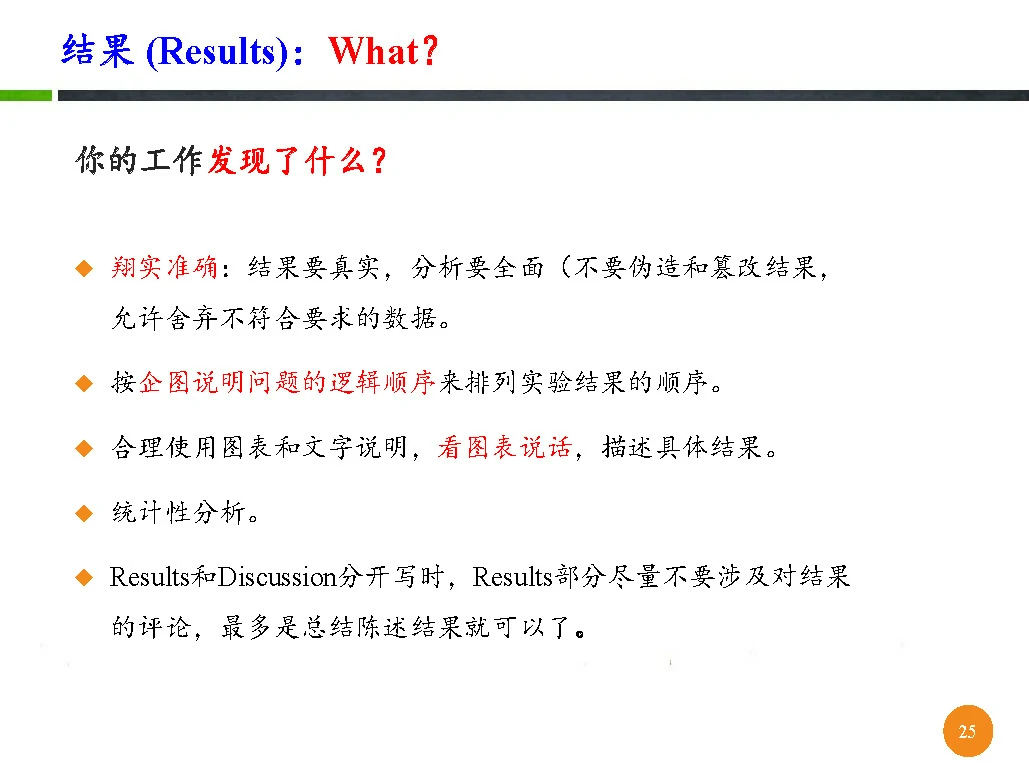 结果 (Results)：What？
你的工作发现了什么？
◆ 翔实准确：结果要真实，分析要全面（不要伪造和篡改结果，
允许舍弃不符合要求的数据。
◆ 按企图说明问题的逻辑顺序来排列实验结果的顺序。
◆ 合理使用图表和文字说明，看图表说话，描述具体结果。
◆ 统计性分析。
◆ Results和Discussion分开写时，Results部分尽量不要涉及对结果
的评论，最多是总结陈述结果就可以了。
25